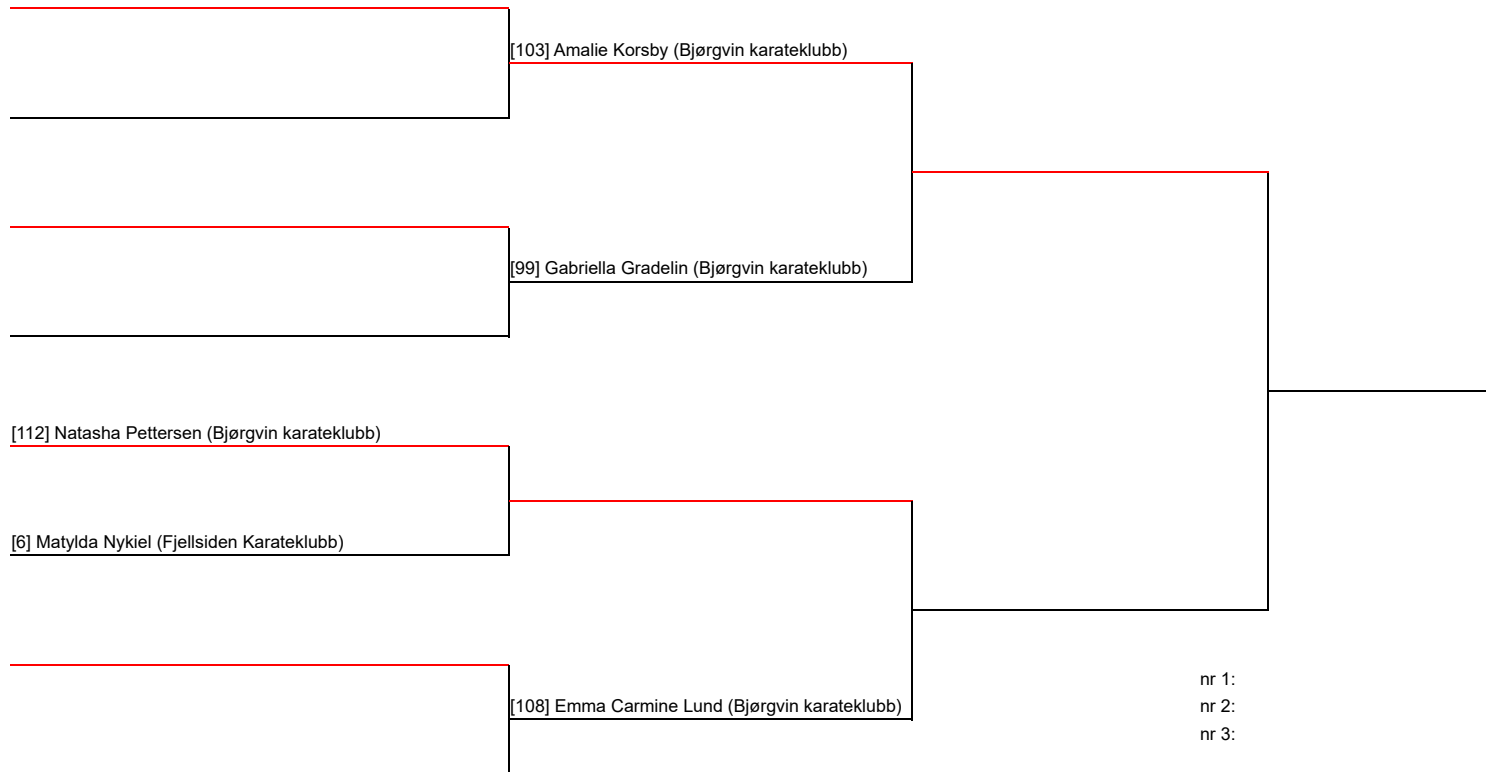 [103] Amalie Korsby (Bjørgvin karateklubb)
[99] Gabriella Gradelin (Bjørgvin karateklubb)
[112] Natasha Pettersen (Bjørgvin karateklubb)
[6] Matylda Nykiel (Fjellsiden Karateklubb)
[108] Emma Carmine Lund (Bjørgvin karateklubb)
nr 1:
nr 2:
nr 3: